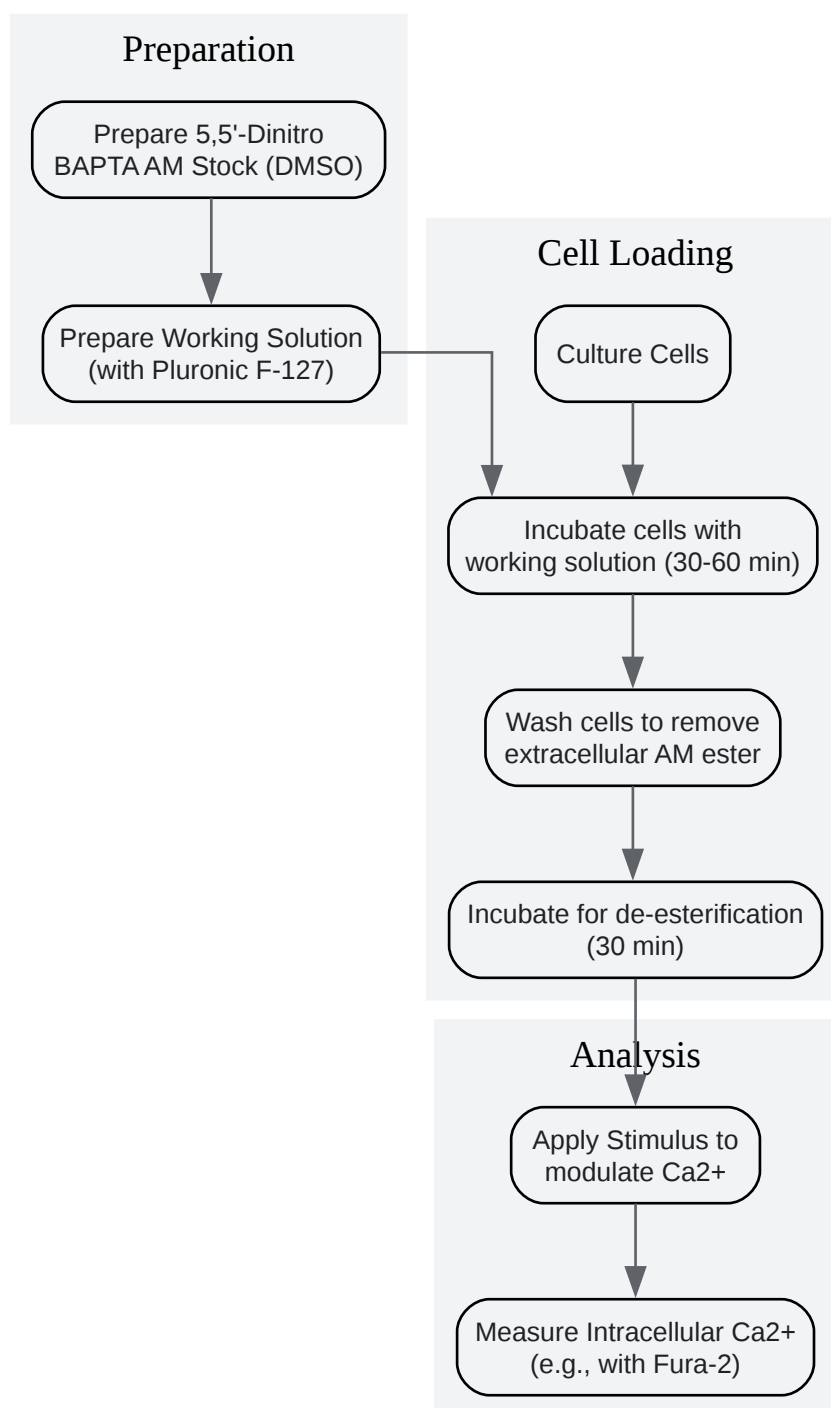 Preparation
Prepare 5,5'-Dinitro
BAPTA AM Stock (DMSO)
Prepare Working Solution
(with Pluronic F-127)
Cell Loading
Culture Cells
Incubate cells with
working solution (30-60 min)
Wash cells to remove
extracellular AM ester
Incubate for de-esterification
(30 min)
Analysis
Apply Stimulus to
modulate Ca2+
Measure Intracellular Ca2+
(e.g., with Fura-2)